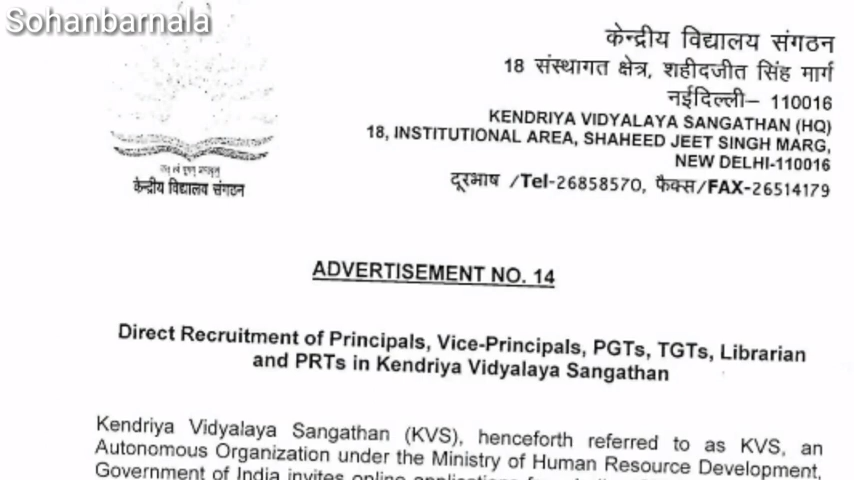 Sohanbarnala
केन्द्रीय विद्यालय संगठन
18 संस्थागत क्षेत्र, शहीदजीत सिंह मार्ग
नईदिल्ली– 110016
KENDRIYA VIDYALAYA SANGATHAN (HQ)
18, INSTITUTIONAL AREA, SHAHEED JEET SINGH MARG,
NEW DELHI-110016
दूरभाष /Tel-26858570, फैक्स/FAX-26514179
केन्द्रीय विद्यालय संगठन
ADVERTISEMENT NO. 14
Direct Recruitment of Principals, Vice-Principals, PGTs, TGTs, Librarian
and PRTs in Kendriya Vidyalaya Sangathan
Kendriya Vidyalaya Sangathan (KVS), henceforth referred to as KVS, an
Autonomous Organization under the Ministry of Human Resource Development,
Government of India invites online applications